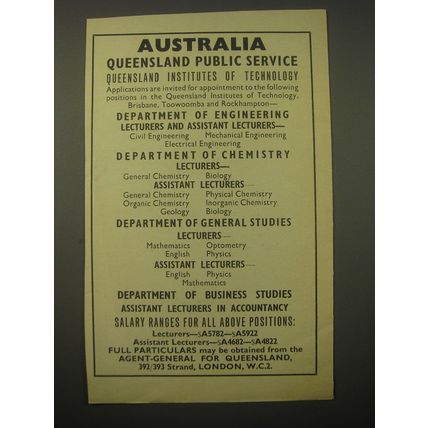 AUSTRALIA
QUEENSLAND PUBLIC SERVICE
QUEENSLAND INSTITUTES OF TECHNOLOGY
Applications are invited for appointment to the following
positions in the Queensland Institutes of Technology,
Brisbane, Toowoomba and Rockhampton—
DEPARTMENT OF ENGINEERING
LECTURERS AND ASSISTANT LECTURERS—
Civil Engineering Mechanical Engineering
Electrical Engineering
DEPARTMENT OF CHEMISTRY
LECTURERS—
General Chemistry Biology
ASSISTANT LECTURERS—
General Chemistry Physical Chemistry
Organic Chemistry Inorganic Chemistry
Geology Biology
DEPARTMENT OF GENERAL STUDIES
LECTURERS—
Mathematics Optometry
English Physics
ASSISTANT LECTURERS—
English Physics
Mathematics
DEPARTMENT OF BUSINESS STUDIES
ASSISTANT LECTURERS IN ACCOUNTANCY
SALARY RANGES FOR ALL ABOVE POSITIONS:
Lecturers—$A5782—$A5922
Assistant Lecturers—$A4682—$A4822
FULL PARTICULARS may be obtained from the
AGENT-GENERAL FOR QUEENSLAND,
392/393 Strand, LONDON, W.C.2.